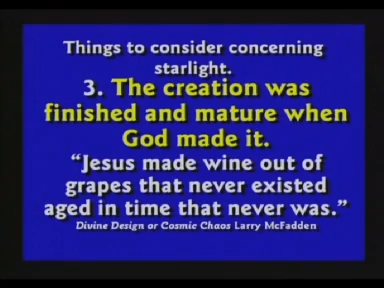 Things to consider concerning
starlight.
3. The creation was
finished and mature when
God made it.
"Jesus made wine out of
grapes that never existed
aged in time that never was."
Divine Design or Cosmic Chaos Larry McFadden